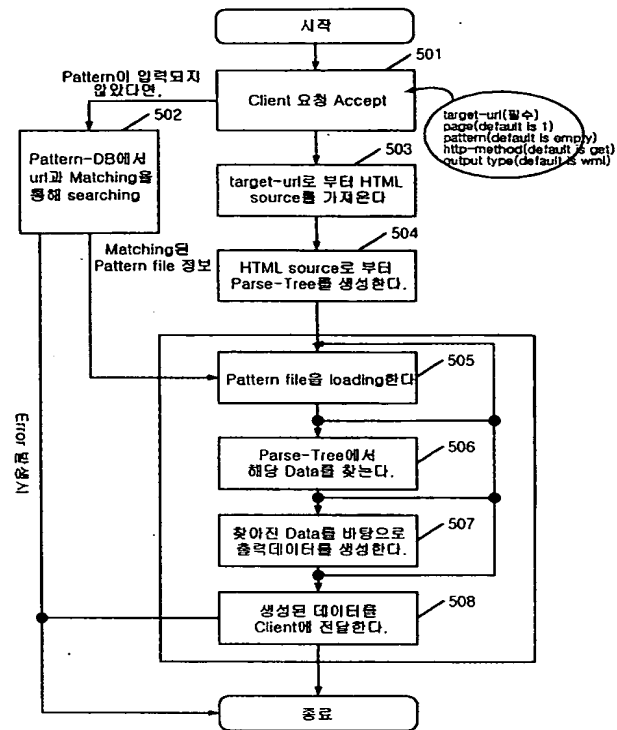 시작
501
Pattern이 입력되지
않았다면,
502
Client 요청 Accept
target-url(필수)
page(default is 1)
pattern(default is empty)
http-method(default is get)
output type(default is wml)
Pattern-DB에서
url과 Matching을
통해 searching
503
target-url로 부터 HTML
source를 가져온다
504
Matching된
Pattern file 정보
HTML source로 부터
Parse-Tree를 생성한다.
505
Pattern file을 loading한다
506
Parse-Tree에서
해당 Data를 찾는다.
Error 발생시
507
찾아진 Data를 바탕으로
출력데이터를 생성한다.
508
생성된 데이터를
Client에 전달한다.
종료